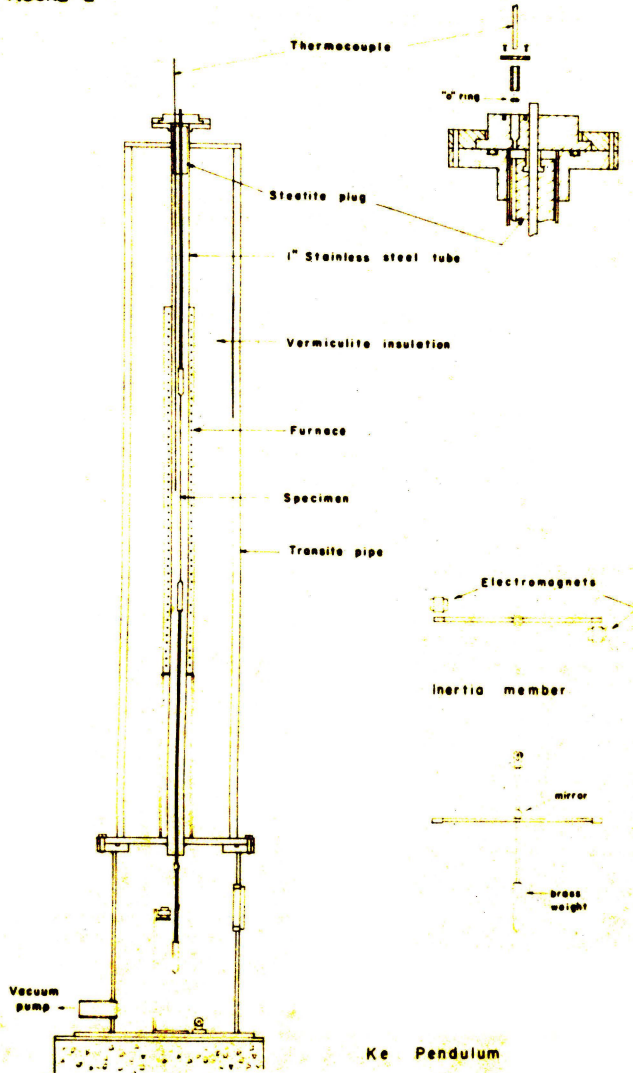 Thermocouple
"o" ring
Steatite plug
1" Stainless steel tube
Vermiculite insulation
Furnace
Specimen
Transite pipe
Electromagnets
Inertia member
mirror
brass
weight
Vacuum
pump
Ke Pendulum